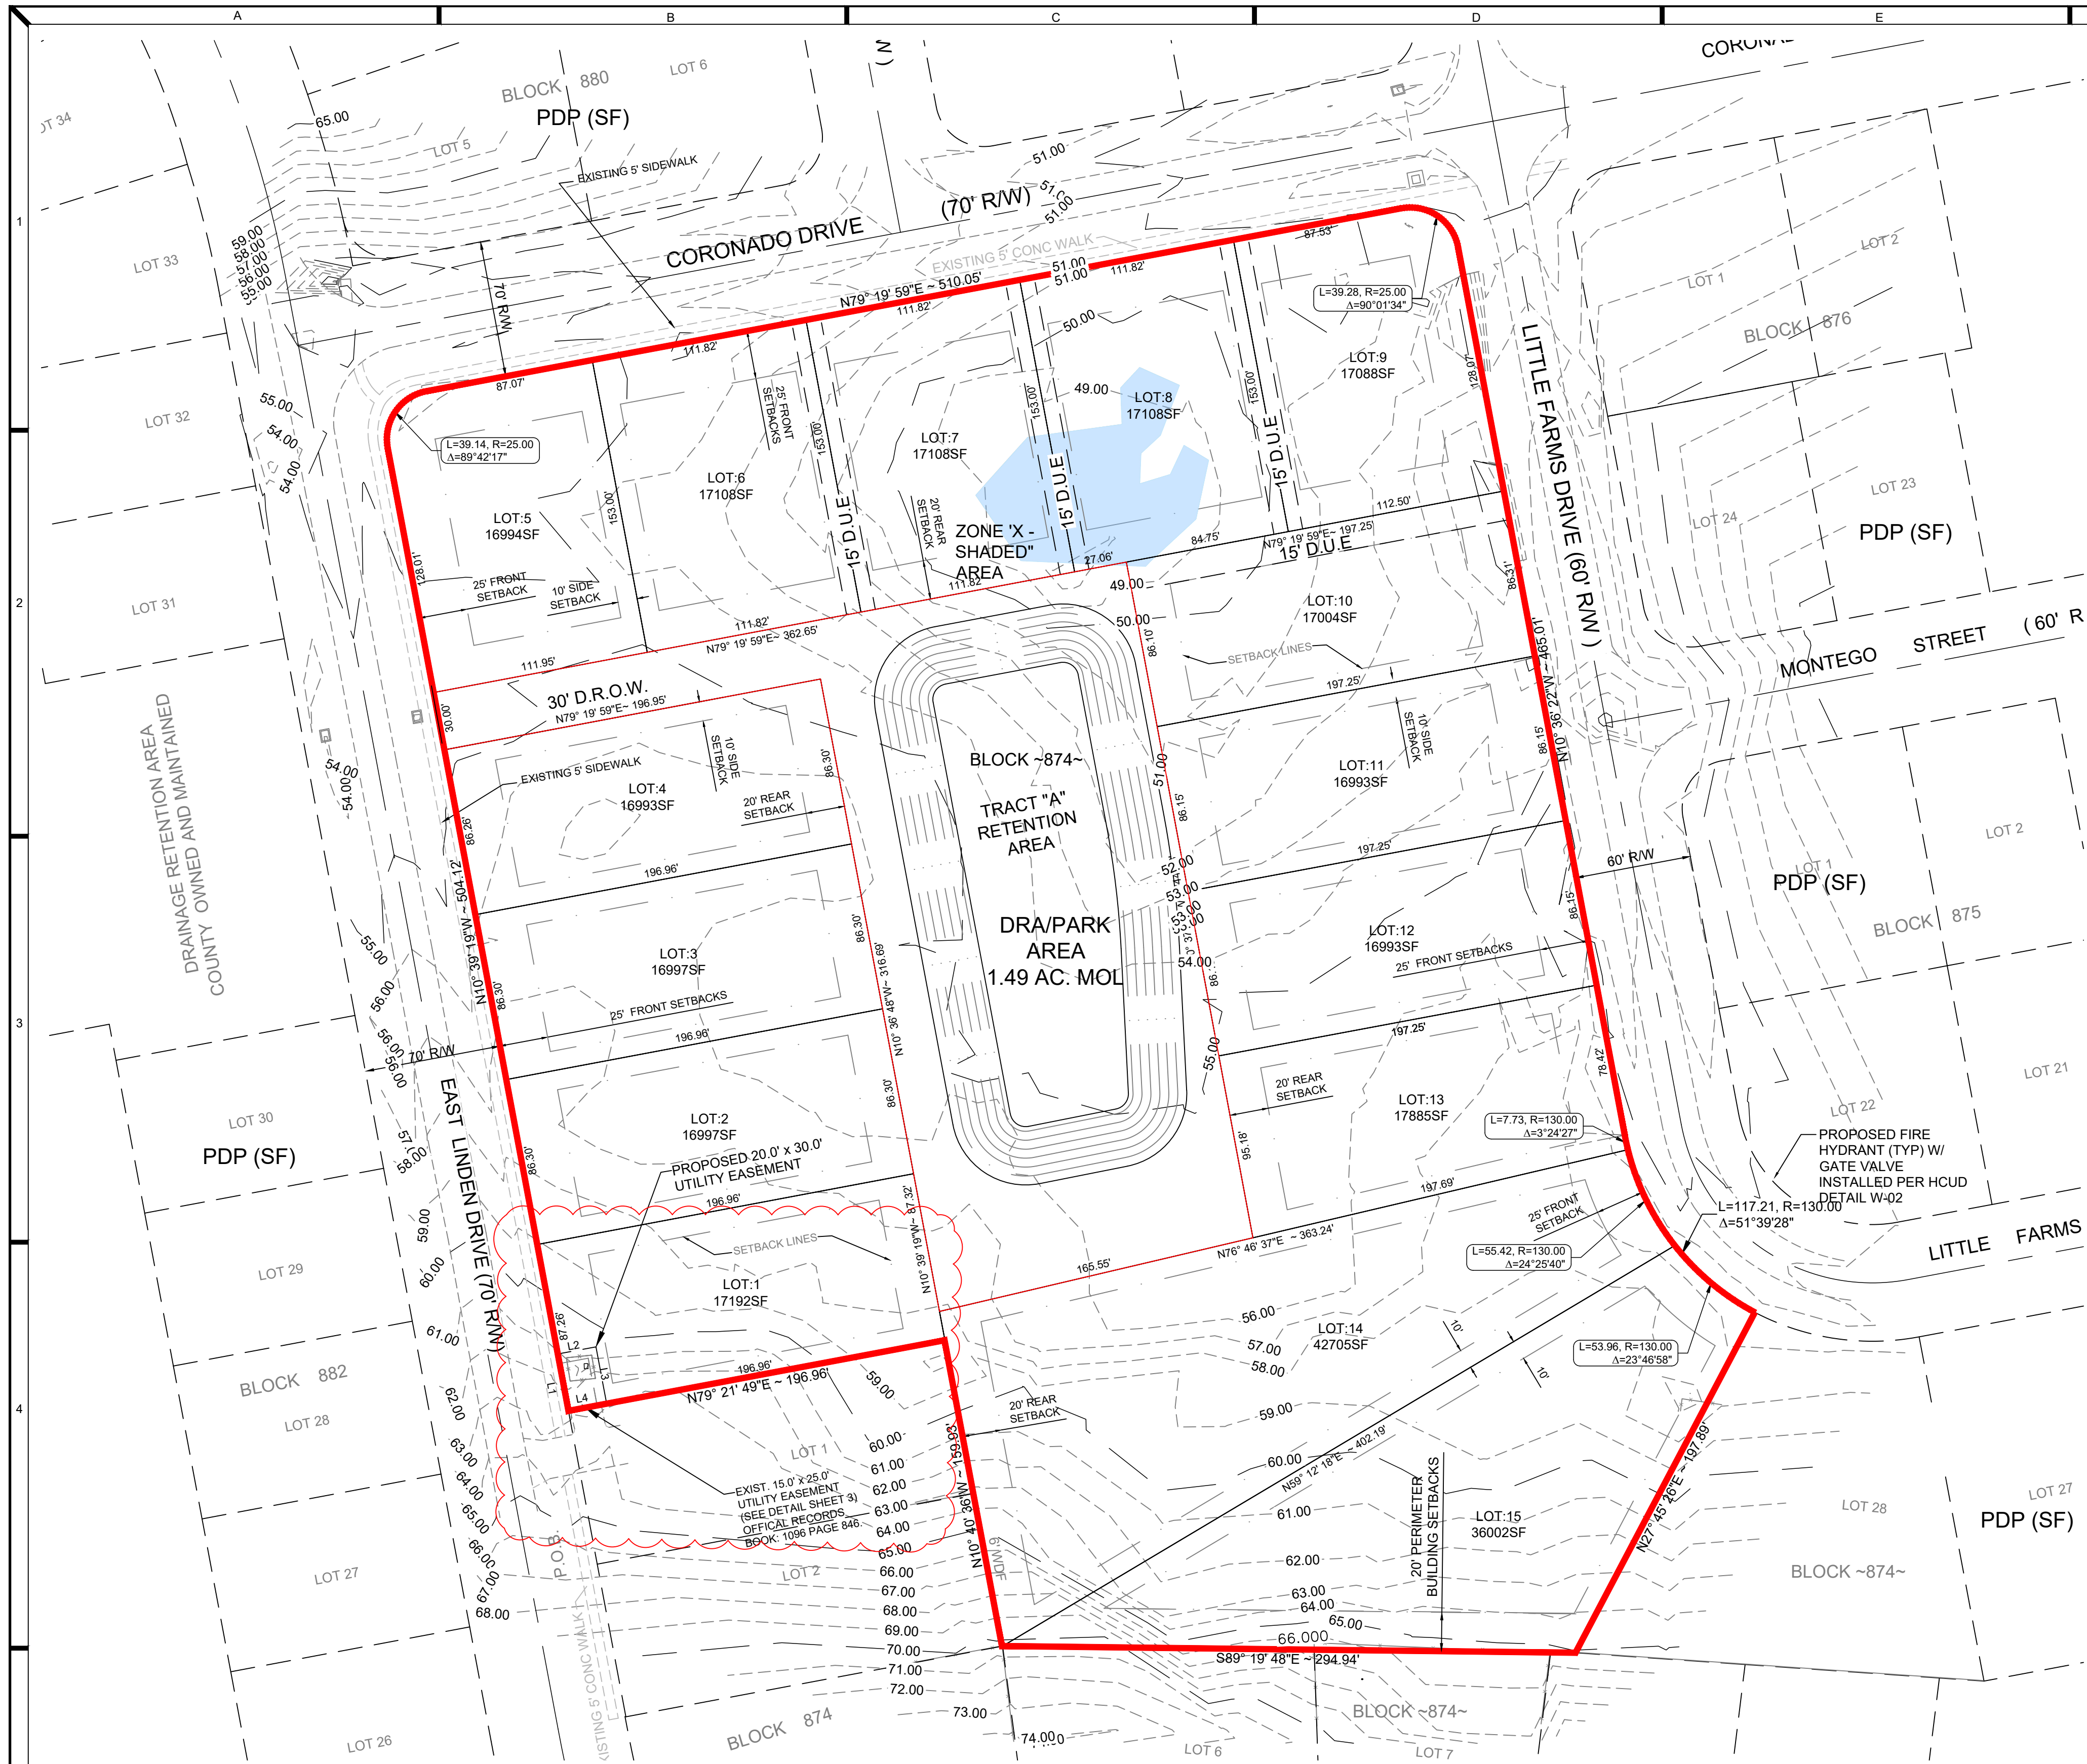 A
B
C
D
E
1
2
3
4
BLOCK 880
LOT 6
PDP (SF)
LOT 5
65.00
EXISTING 5' SIDEWALK
LOT 33
59.00
58.00
57.00
56.00
55.00
70' R/W
CORONADO DRIVE (70' R/W)
51.00
51.00
EXISTING 5' CONC WALK
51.00
51.00
N79° 19' 59"E ~ 510.05'
87.07'
111.82'
111.82'
111.82'
87.53'
L=39.28, R=25.00
Δ=90°01'34"
LOT 2
LOT 1
BLOCK 876
LOT 32
55.00
54.00
54.00
L=39.14, R=25.00
Δ=89°42'17"
25' FRONT
SETBACKS
50.00
49.00
LOT:9
17088SF
LOT:8
17108SF
LOT:7
17108SF
LOT:6
17108SF
LOT:5
16994SF
153.00'
153.00'
153.00'
153.00'
128.01'
128.07'
15' D.U.E
15' D.U.E
15' D.U.E
20' REAR
SETBACK
ZONE 'X -
SHADED"
AREA
LITTLE FARMS DRIVE (60' R/W )
LOT 23
LOT 24
PDP (SF)
LOT 31
25' FRONT
SETBACK
10' SIDE
SETBACK
111.95'
111.82'
111.82'
27.06'
84.75'
112.50'
N79° 19' 59"E~ 362.65'
N79° 19' 59"E~ 197.25'
15' D.U.E
49.00
50.00
LOT:10
17004SF
86.10'
86.31'
SETBACK LINES
MONTEGO STREET ( 60' R
30' D.R.O.W.
N79° 19' 59"E~ 196.95'
30.00'
DRAINAGE RETENTION AREA
COUNTY OWNED AND MAINTAINED
54.00
54.00
EXISTING 5' SIDEWALK
10' SIDE
SETBACK
86.30'
LOT:4
16993SF
20' REAR
SETBACK
BLOCK ~874~
TRACT "A"
RETENTION
AREA
51.00
197.25'
10' SIDE
SETBACK
LOT:11
16993SF
86.15'
86.15'
N10° 36' 22"W ~ 465.01'
86.26'
196.96'
N10° 39' 19"W ~ 504.12'
52.00
53.00
53.00
54.00
DRA/PARK
AREA
1.49 AC. MOL
197.25'
60' R/W
LOT 2
LOT 1
PDP (SF)
BLOCK 875
86.15'
LOT:12
16993SF
25' FRONT SETBACKS
LOT:3
16997SF
86.30'
86.30'
25' FRONT SETBACKS
N10° 36' 48"W~ 316.69'
196.96'
55.00
56.00
56.00
56.00
70' R/W
EAST LINDEN DRIVE (70' R/W)
LOT 30
PDP (SF)
57.00
58.00
55.00
197.25'
78.42'
20' REAR
SETBACK
LOT:13
17885SF
LOT 21
LOT 22
L=7.73, R=130.00
Δ=3°24'27"
PROPOSED FIRE
HYDRANT (TYP) W/
GATE VALVE
INSTALLED PER HCUD
DETAIL W-02
LOT:2
16997SF
86.30'
86.30'
PROPOSED 20.0' x 30.0'
UTILITY EASEMENT
95.18'
197.69'
196.96'
25' FRONT
SETBACK
L=117.21, R=130.00
Δ=51°39'28"
LITTLE FARMS
59.00
60.00
LOT 29
SETBACK LINES
N10° 39' 19"W~ 87.32'
165.55'
N76° 46' 37"E ~ 363.24'
L=55.42, R=130.00
Δ=24°25'40"
LOT:1
17192SF
56.00
57.00
58.00
LOT:14
42705SF
10'
10'
L=53.96, R=130.00
Δ=23°46'58"
61.00
87.26'
L2
L1
L3
L4
196.96'
N79° 21' 49"E ~ 196.96'
59.00
BLOCK 882
LOT 28
62.00
63.00
64.00
65.00
66.00
67.00
68.00
LOT 1
20' REAR
SETBACK
59.00
60.00
N59° 12' 18"E ~ 402.19'
60.00
61.00
62.00
63.00
64.00
65.00
66.00
67.00
68.00
69.00
70.00
71.00
72.00
73.00
74.00
EXIST. 15.0' x 25.0'
UTILITY EASEMENT
(SEE DETAIL SHEET 3)
OFFICAL RECORDS
BOOK: 1096 PAGE 846.
N10° 40' 36"W ~ 159.93'
6'WDF
20' PERIMETER
BUILDING SETBACKS
61.00
LOT:15
36002SF
N27° 45' 26"E ~ 197.89'
LOT 28
LOT 27
PDP (SF)
BLOCK ~874~
62.00
63.00
64.00
65.00
66.000
S89° 19' 48"E ~ 294.94'
LOT 27
P.O.B.
LOT 2
LOT 26
BLOCK 874
BLOCK ~874~
LOT 6
LOT 7